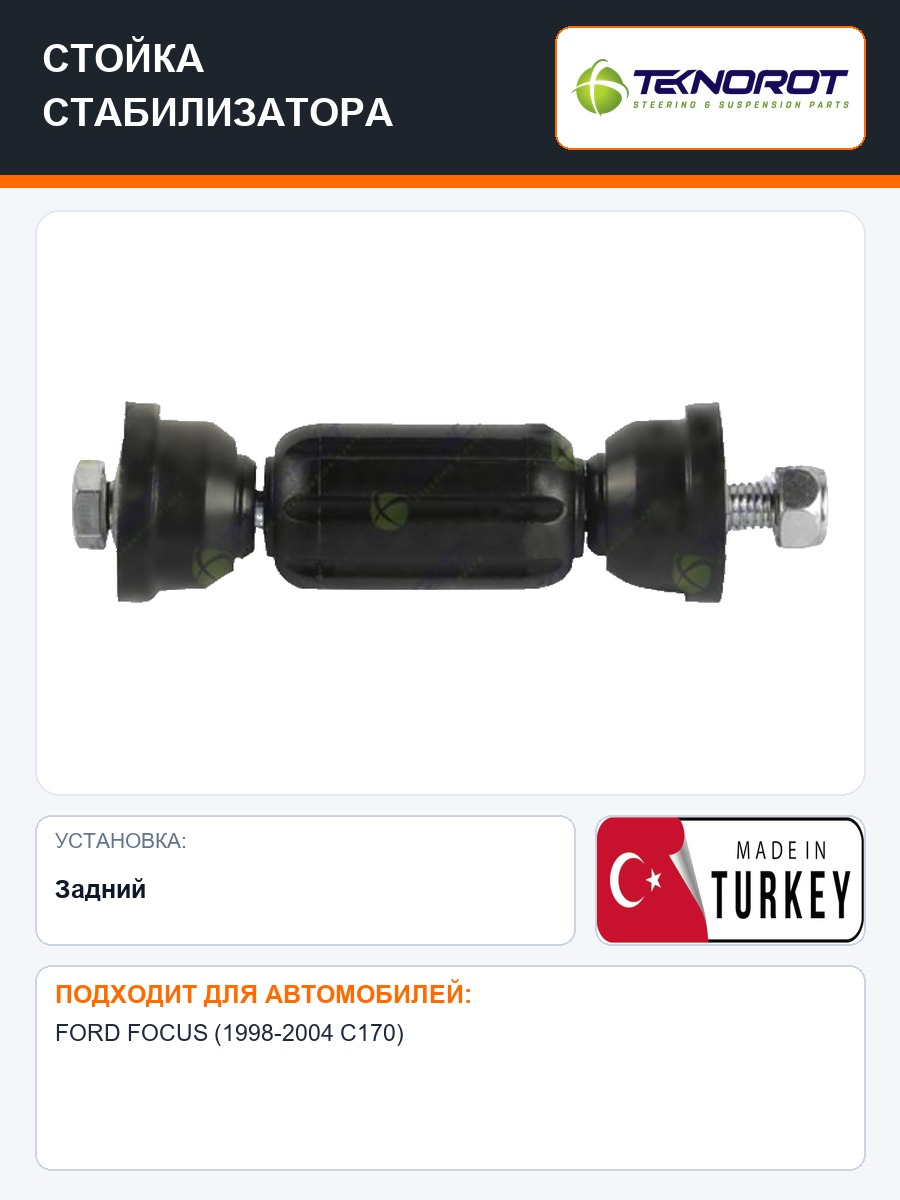 СТОЙКА
СТАБИЛИЗАТОРА
TEKNOROT
STEERING & SUSPENSION PARTS
УСТАНОВКА:
Задний
MADE IN
TURKEY
ПОДХОДИТ ДЛЯ АВТОМОБИЛЕЙ:
FORD FOCUS (1998-2004 C170)